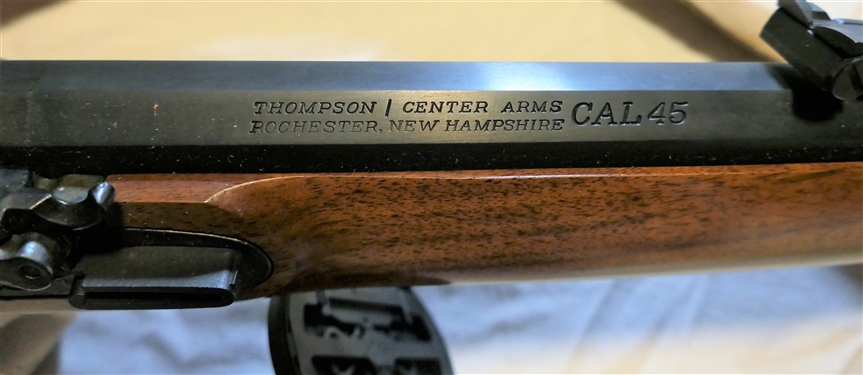 THOMPSON / CENTER ARMS
ROCHESTER, NEW HAMPSHIRE
CAL 45